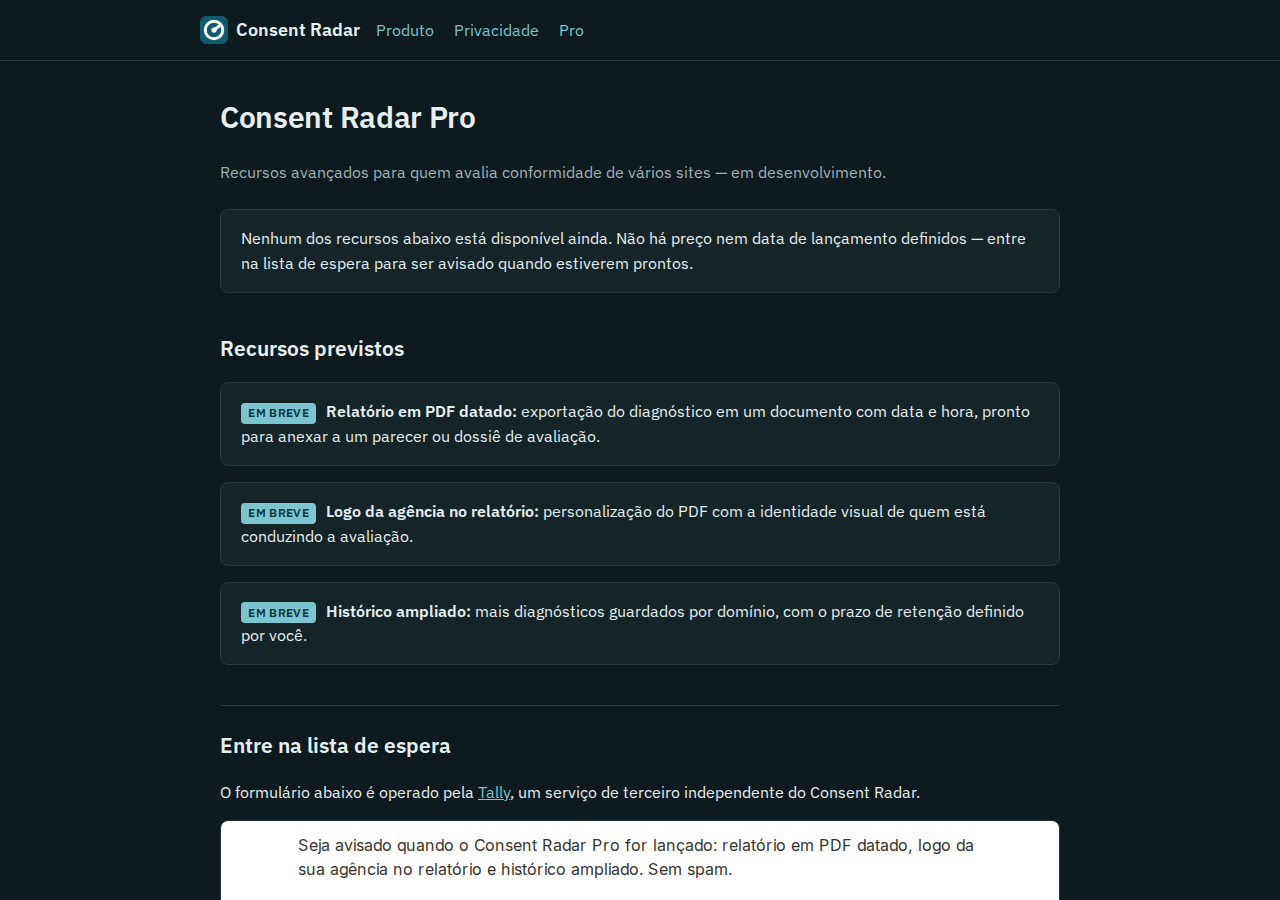 Consent Radar Produto Privacidade Pro
Consent Radar Pro
Recursos avançados para quem avalia conformidade de vários sites — em desenvolvimento.
Nenhum dos recursos abaixo está disponível ainda. Não há preço nem data de lançamento definidos — entre
na lista de espera para ser avisado quando estiverem prontos.
Recursos previstos
EM BREVE Relatório em PDF datado: exportação do diagnóstico em um documento com data e hora, pronto
para anexar a um parecer ou dossiê de avaliação.
EM BREVE Logo da agência no relatório: personalização do PDF com a identidade visual de quem está
conduzindo a avaliação.
EM BREVE Histórico ampliado: mais diagnósticos guardados por domínio, com o prazo de retenção definido
por você.
Entre na lista de espera
O formulário abaixo é operado pela Tally, um serviço de terceiro independente do Consent Radar.
Seja avisado quando o Consent Radar Pro for lançado: relatório em PDF datado, logo da
sua agência no relatório e histórico ampliado. Sem spam.